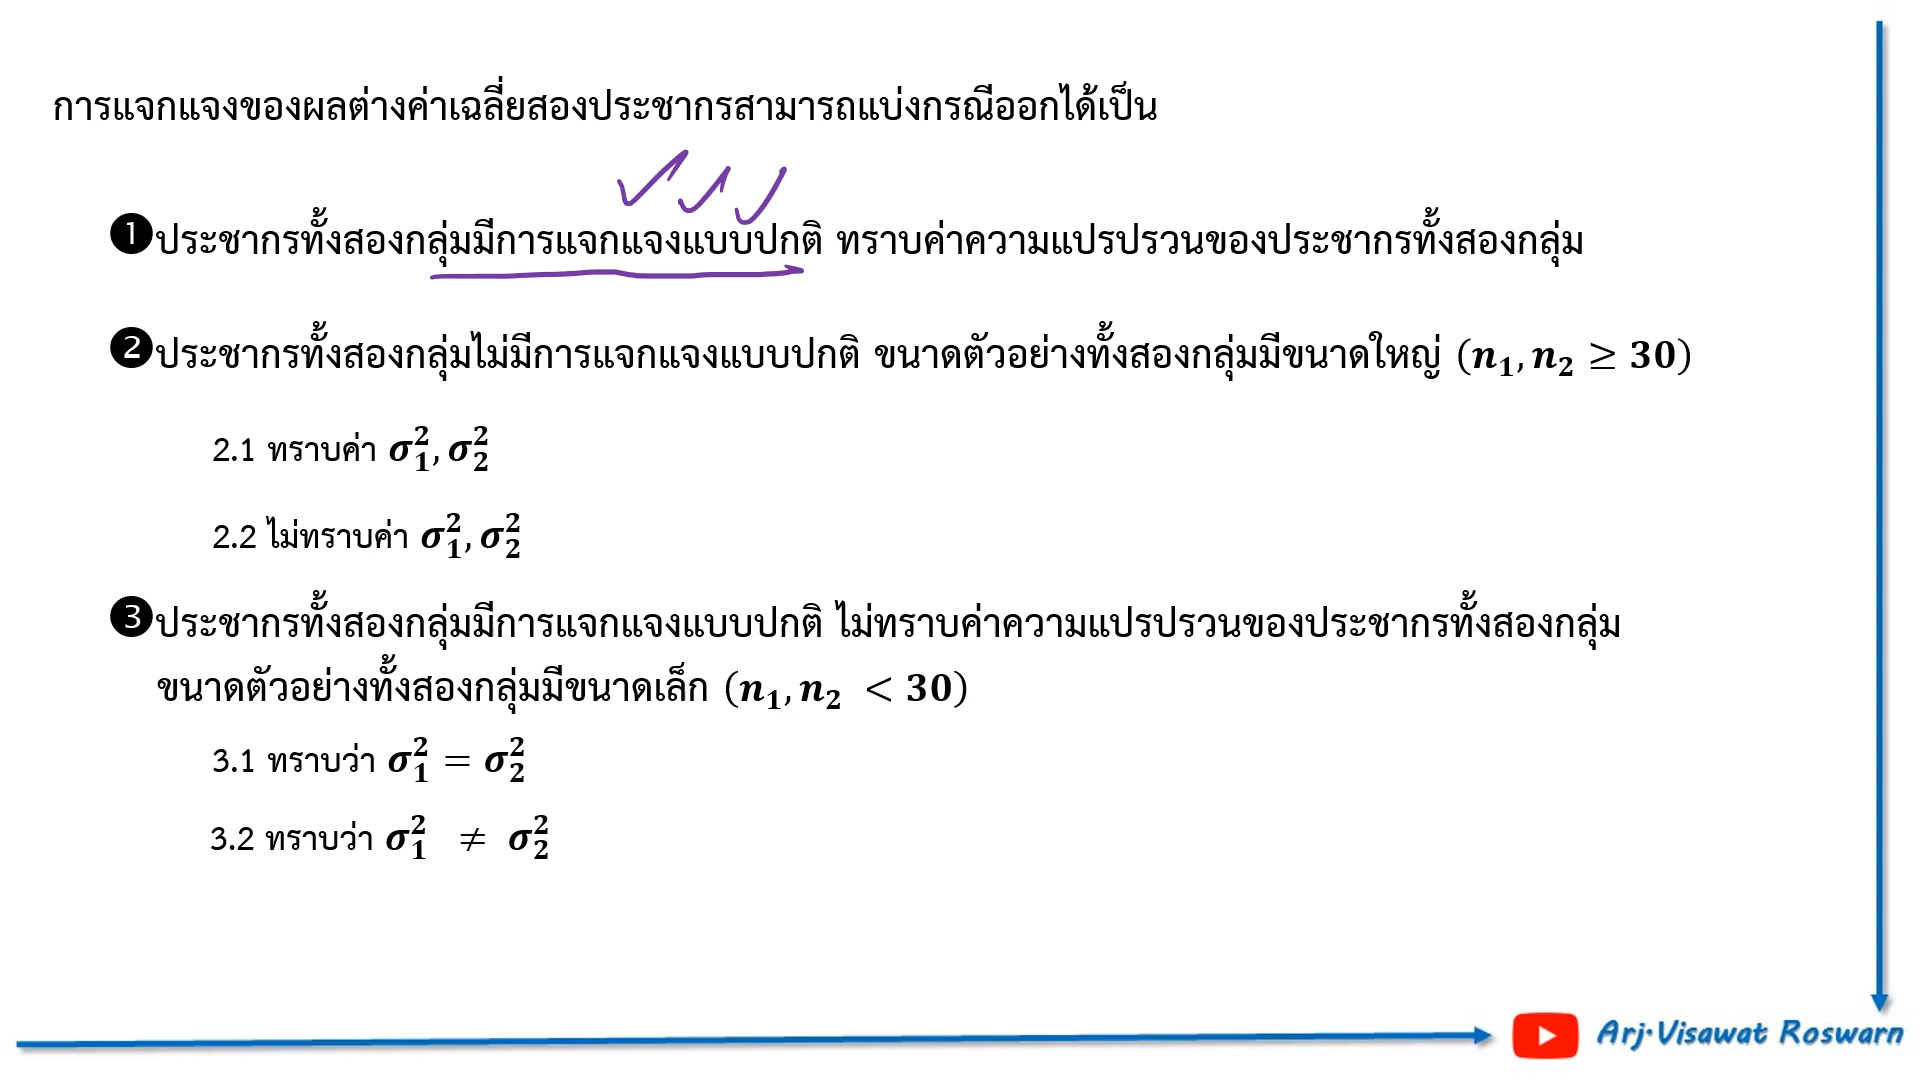 การแจกแจงของผลต่างค่าเฉลี่ยสองประชากรสามารถแบ่งกรณีออกได้เป็น
❶ประชากรทั้งสองกลุ่มมีการแจกแจงแบบปกติ ทราบค่าความแปรปรวนของประชากรทั้งสองกลุ่ม
❷ประชากรทั้งสองกลุ่มไม่มีการแจกแจงแบบปกติ ขนาดตัวอย่างทั้งสองกลุ่มมีขนาดใหญ่ (n₁, n₂ ≥ 30)
2.1 ทราบค่า σ₁², σ₂²
2.2 ไม่ทราบค่า σ₁², σ₂²
❸ประชากรทั้งสองกลุ่มมีการแจกแจงแบบปกติ ไม่ทราบค่าความแปรปรวนของประชากรทั้งสองกลุ่ม
ขนาดตัวอย่างทั้งสองกลุ่มมีขนาดเล็ก (n₁, n₂ < 30)
3.1 ทราบว่า σ₁² = σ₂²
3.2 ทราบว่า σ₁² ≠ σ₂²
Arj.Visawat Roswarn